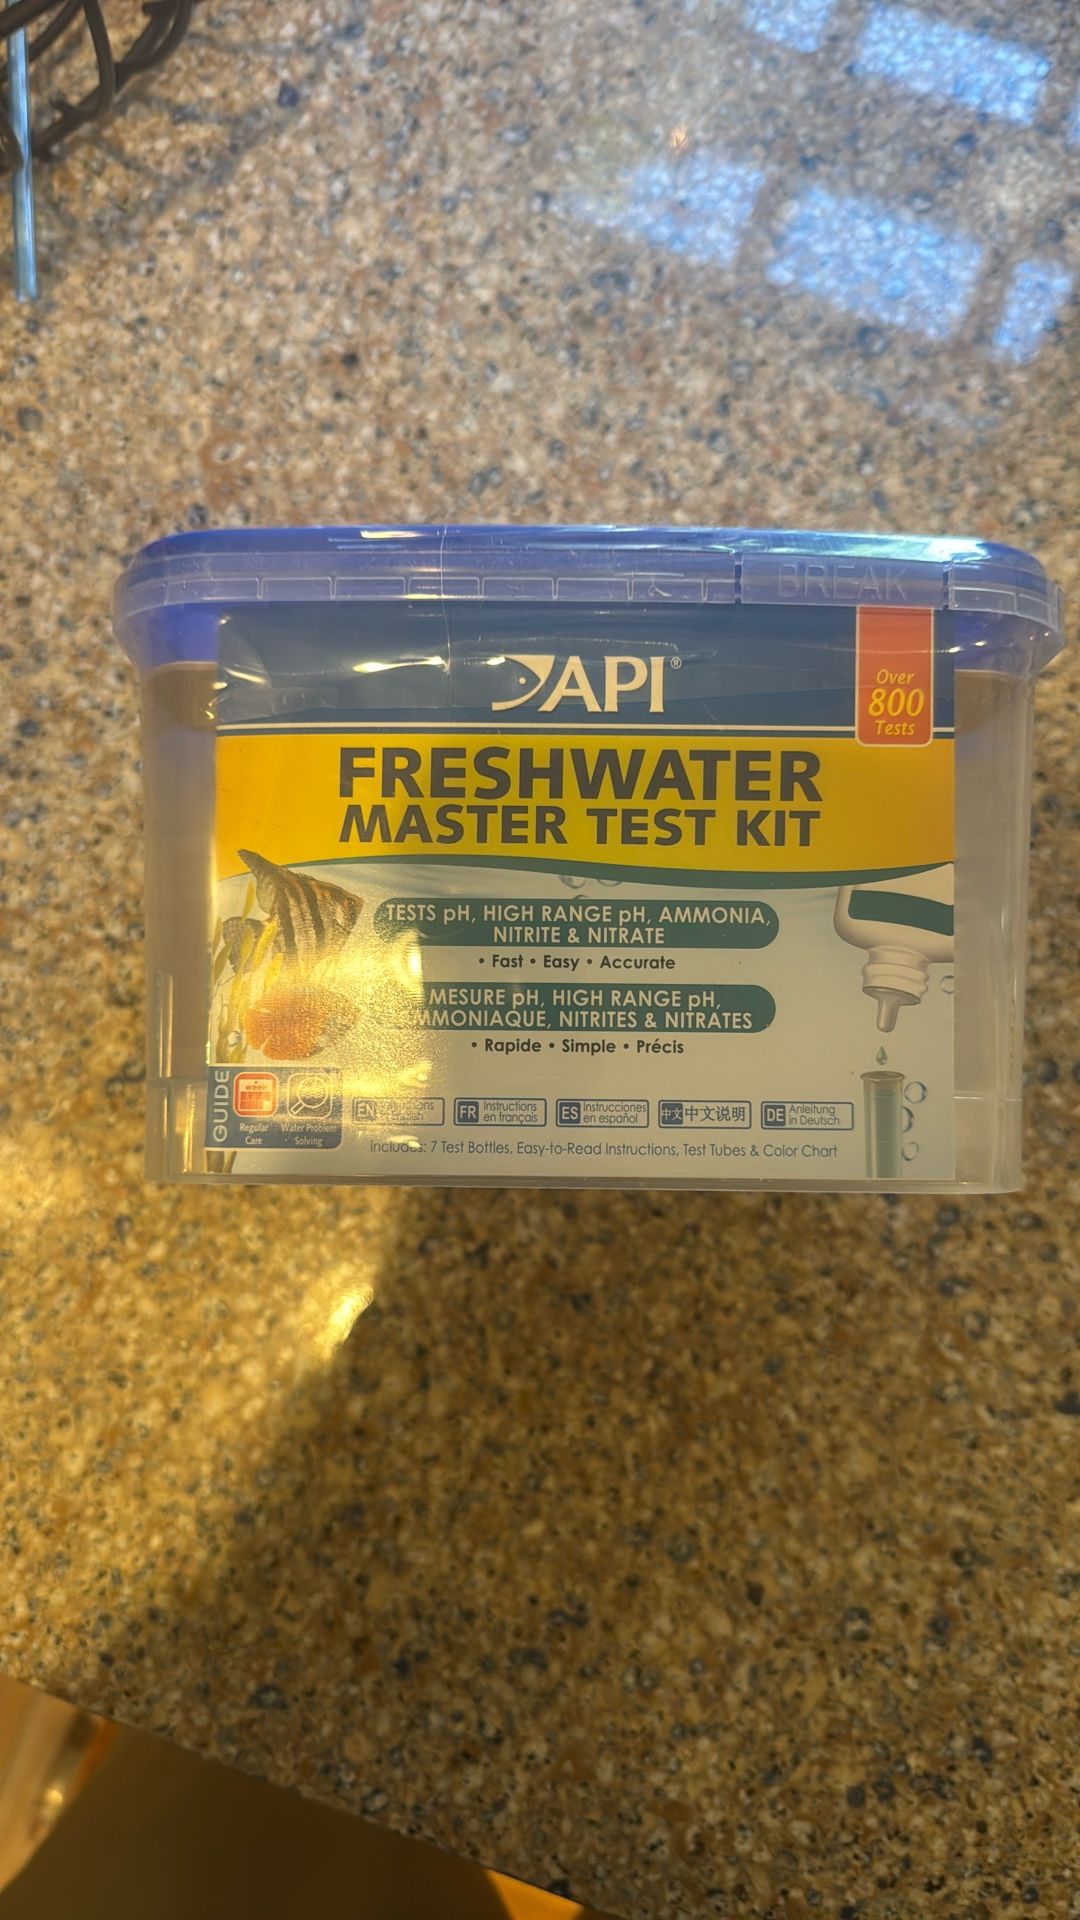 BREAK
API®
Over
800
Tests
FRESHWATER
MASTER TEST KIT
TESTS pH, HIGH RANGE pH, AMMONIA,
NITRITE & NITRATE
• Fast • Easy • Accurate
MESURE pH, HIGH RANGE pH,
MMONIAQUE, NITRITES & NITRATES
• Rapide • Simple • Précis
GUIDE
week
Regular
Care
Water Problem
Solving
EN
FR Instructions
en français
ES Instrucciones
en español
中文 中文说明
DE Anleitung
in Deutsch
Includes: 7 Test Bottles, Easy-to-Read Instructions, Test Tubes & Color Chart